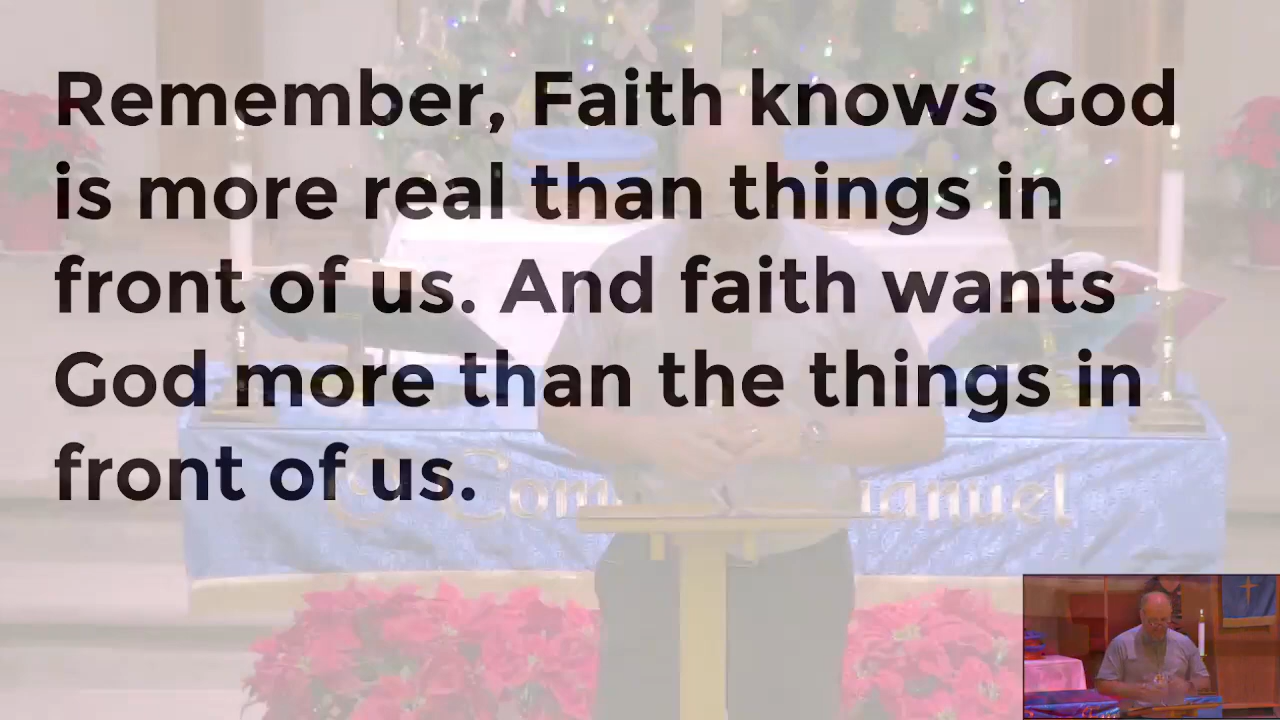 Remember, Faith knows God
is more real than things in
front of us. And faith wants
God more than the things in
front of us.